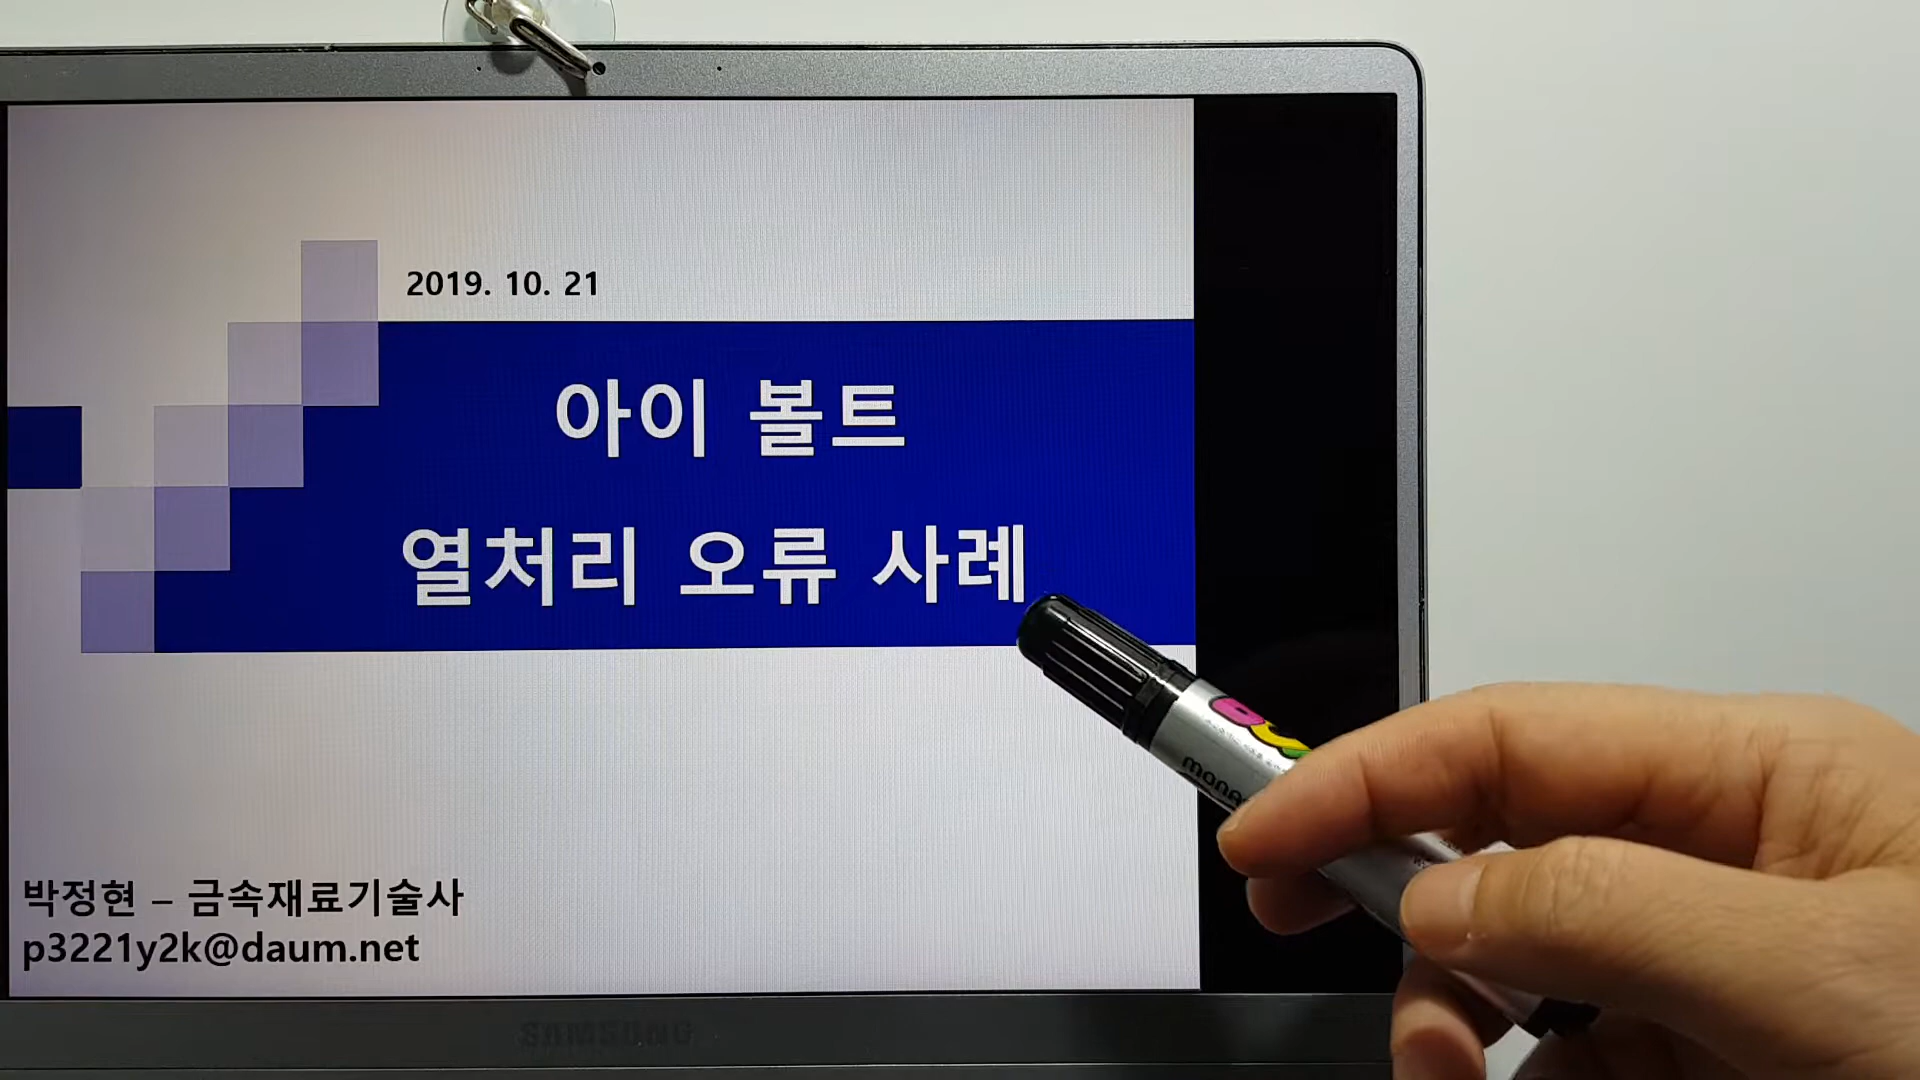 2019. 10. 21
아이 볼트
열처리 오류 사례
박정현 – 금속재료기술사
p3221y2k@daum.net
SAMSUNG